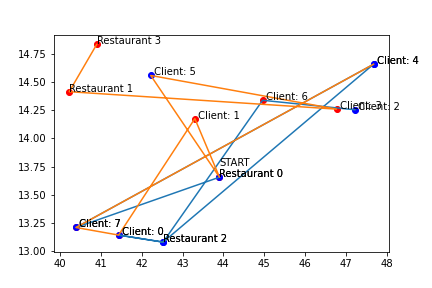 Restaurant 3
14.75
Client: 4
Client: 5
14.50
Restaurant 1
Client: 6
14.25
Client: 2
Client: 1
14.00
13.75
START
Restaurant 0
13.50
13.25
Client: 7
Client: 0
Restaurant 2
13.00
40 41 42 43 44 45 46 47 48